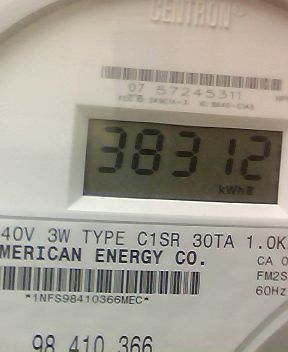 CENTRON®
07 57245311
38312
kWh
40V 3W TYPE C1SR 30TA 1.0K
MERICAN ENERGY CO.
CA 0
FM2S
60Hz
*1NFS98410366MEC*
98 410 366